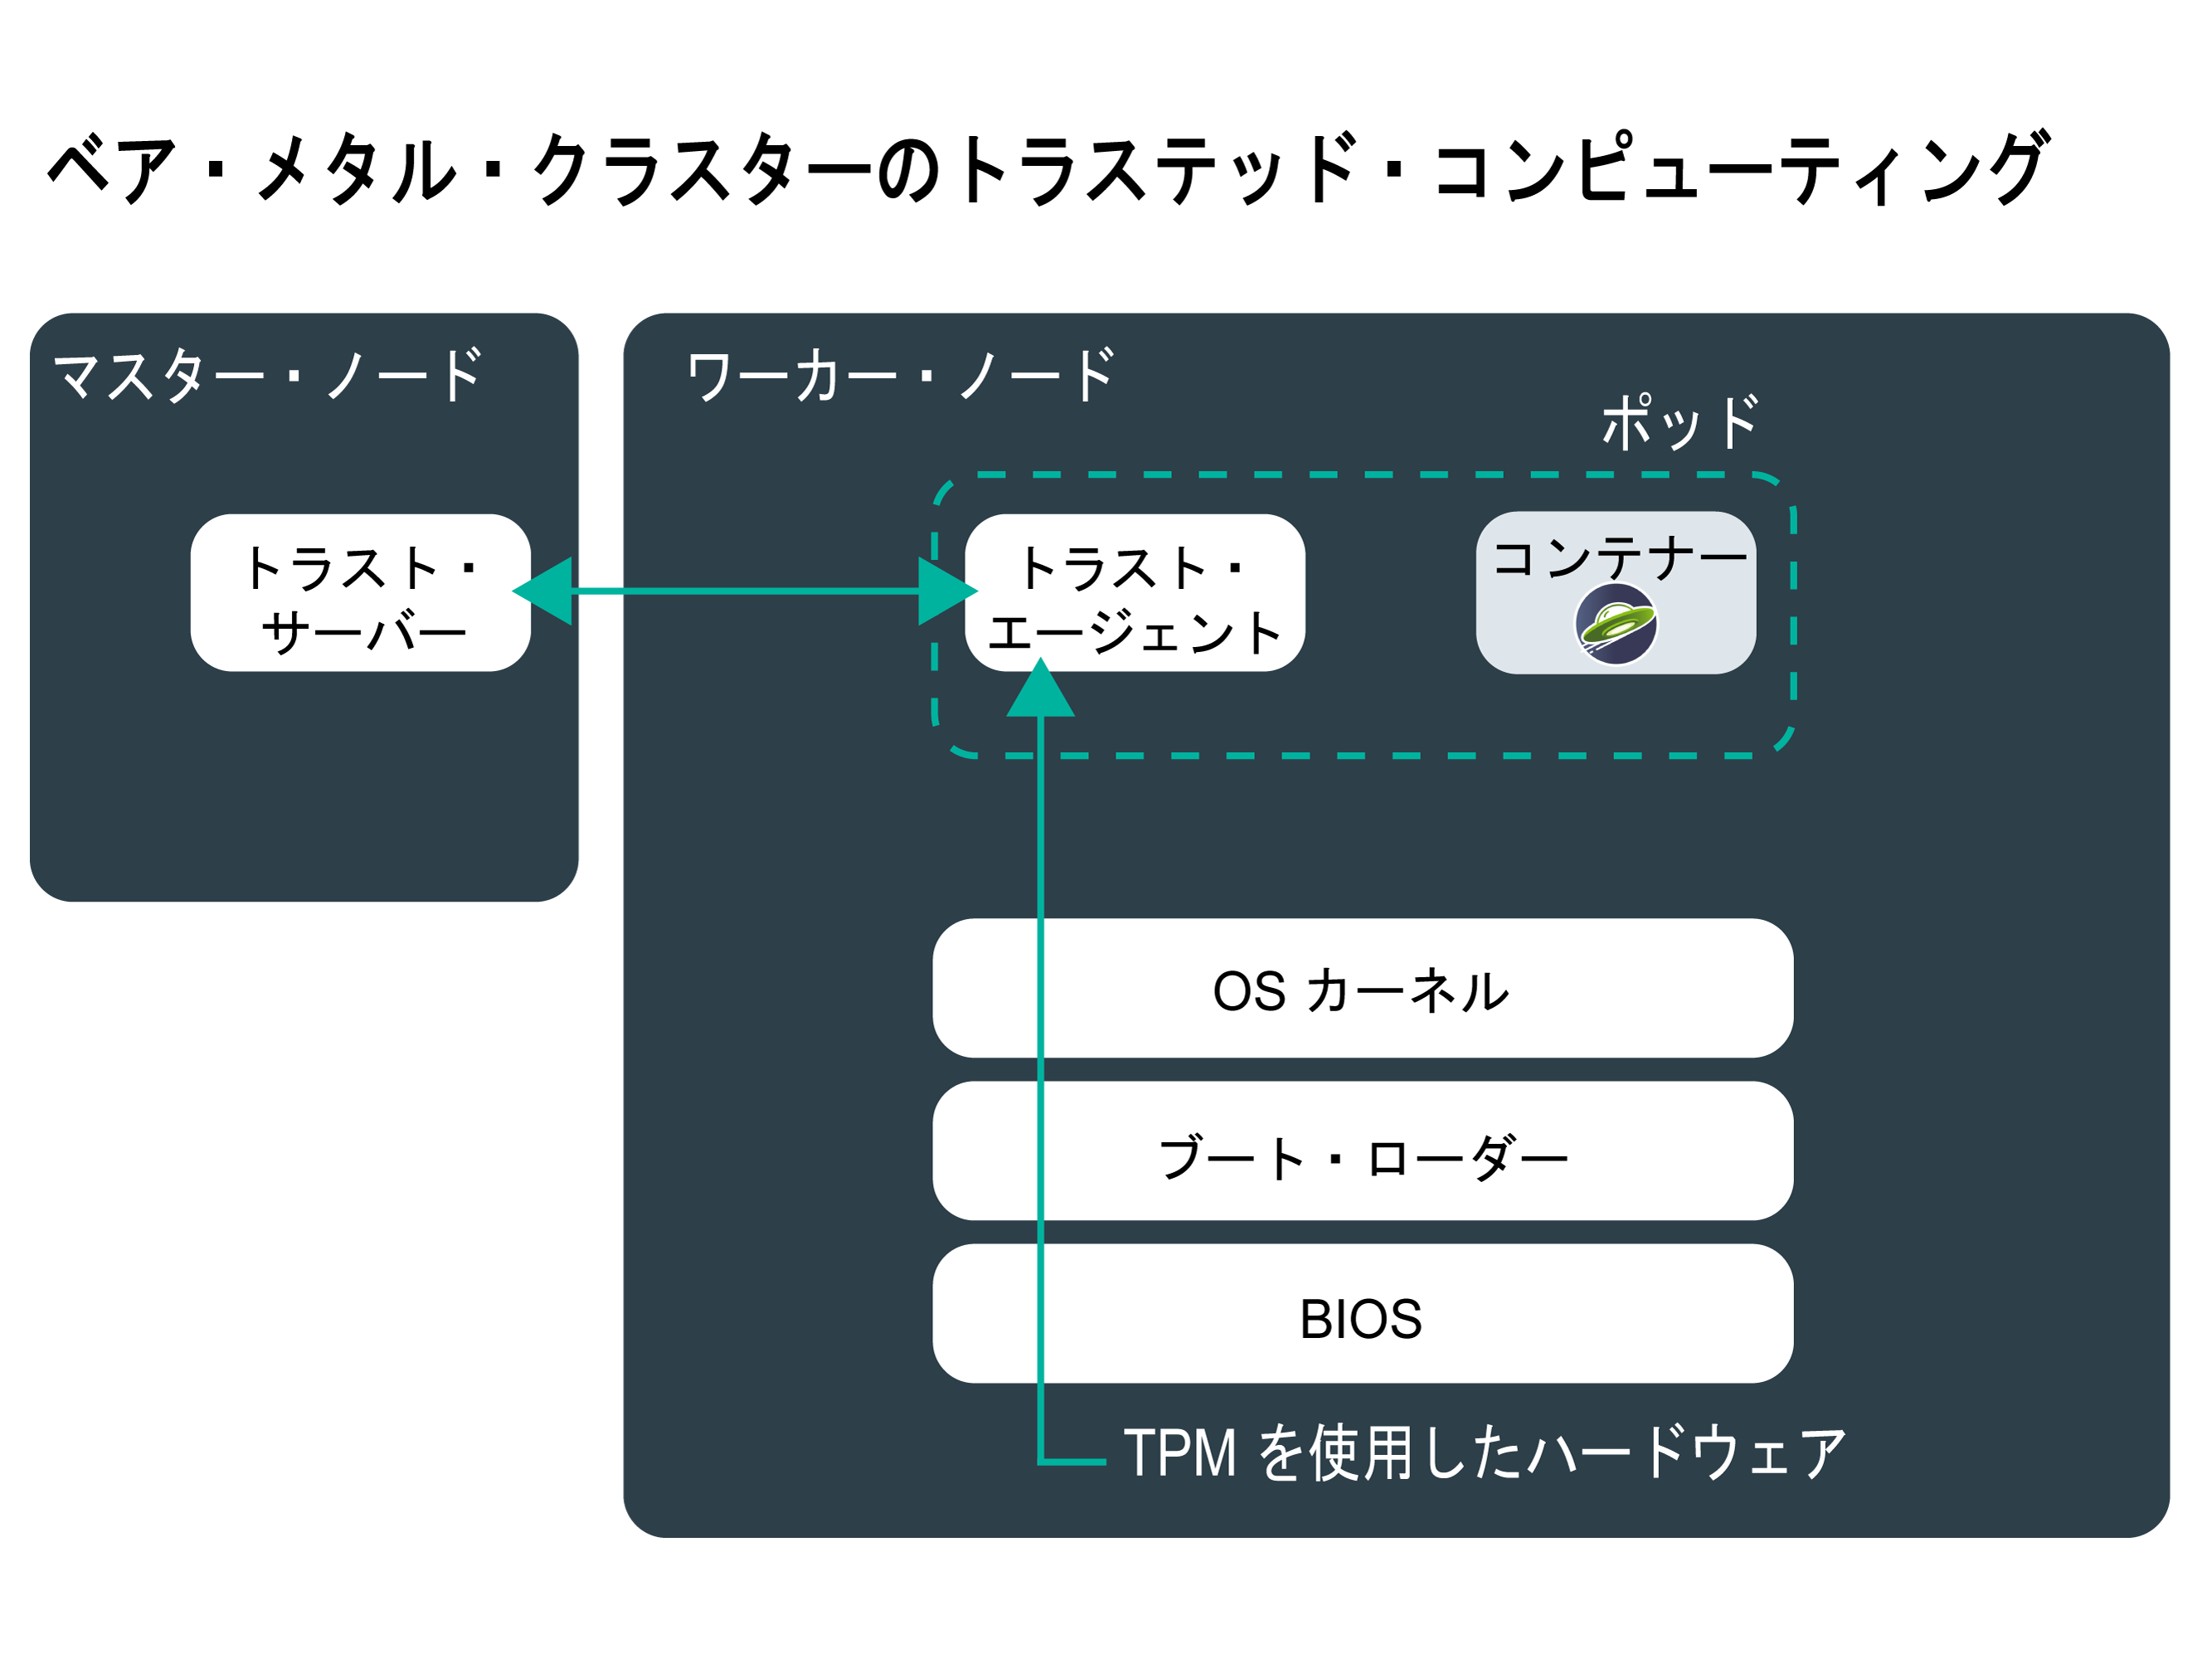 ベア・メタル・クラスターのトラステッド・コンピューティング
マスター・ノード
ワーカー・ノード
ポッド
トラスト・
サーバー
トラスト・
エージェント
コンテナー
OS カーネル
ブート・ローダー
BIOS
TPM を使用したハードウェア